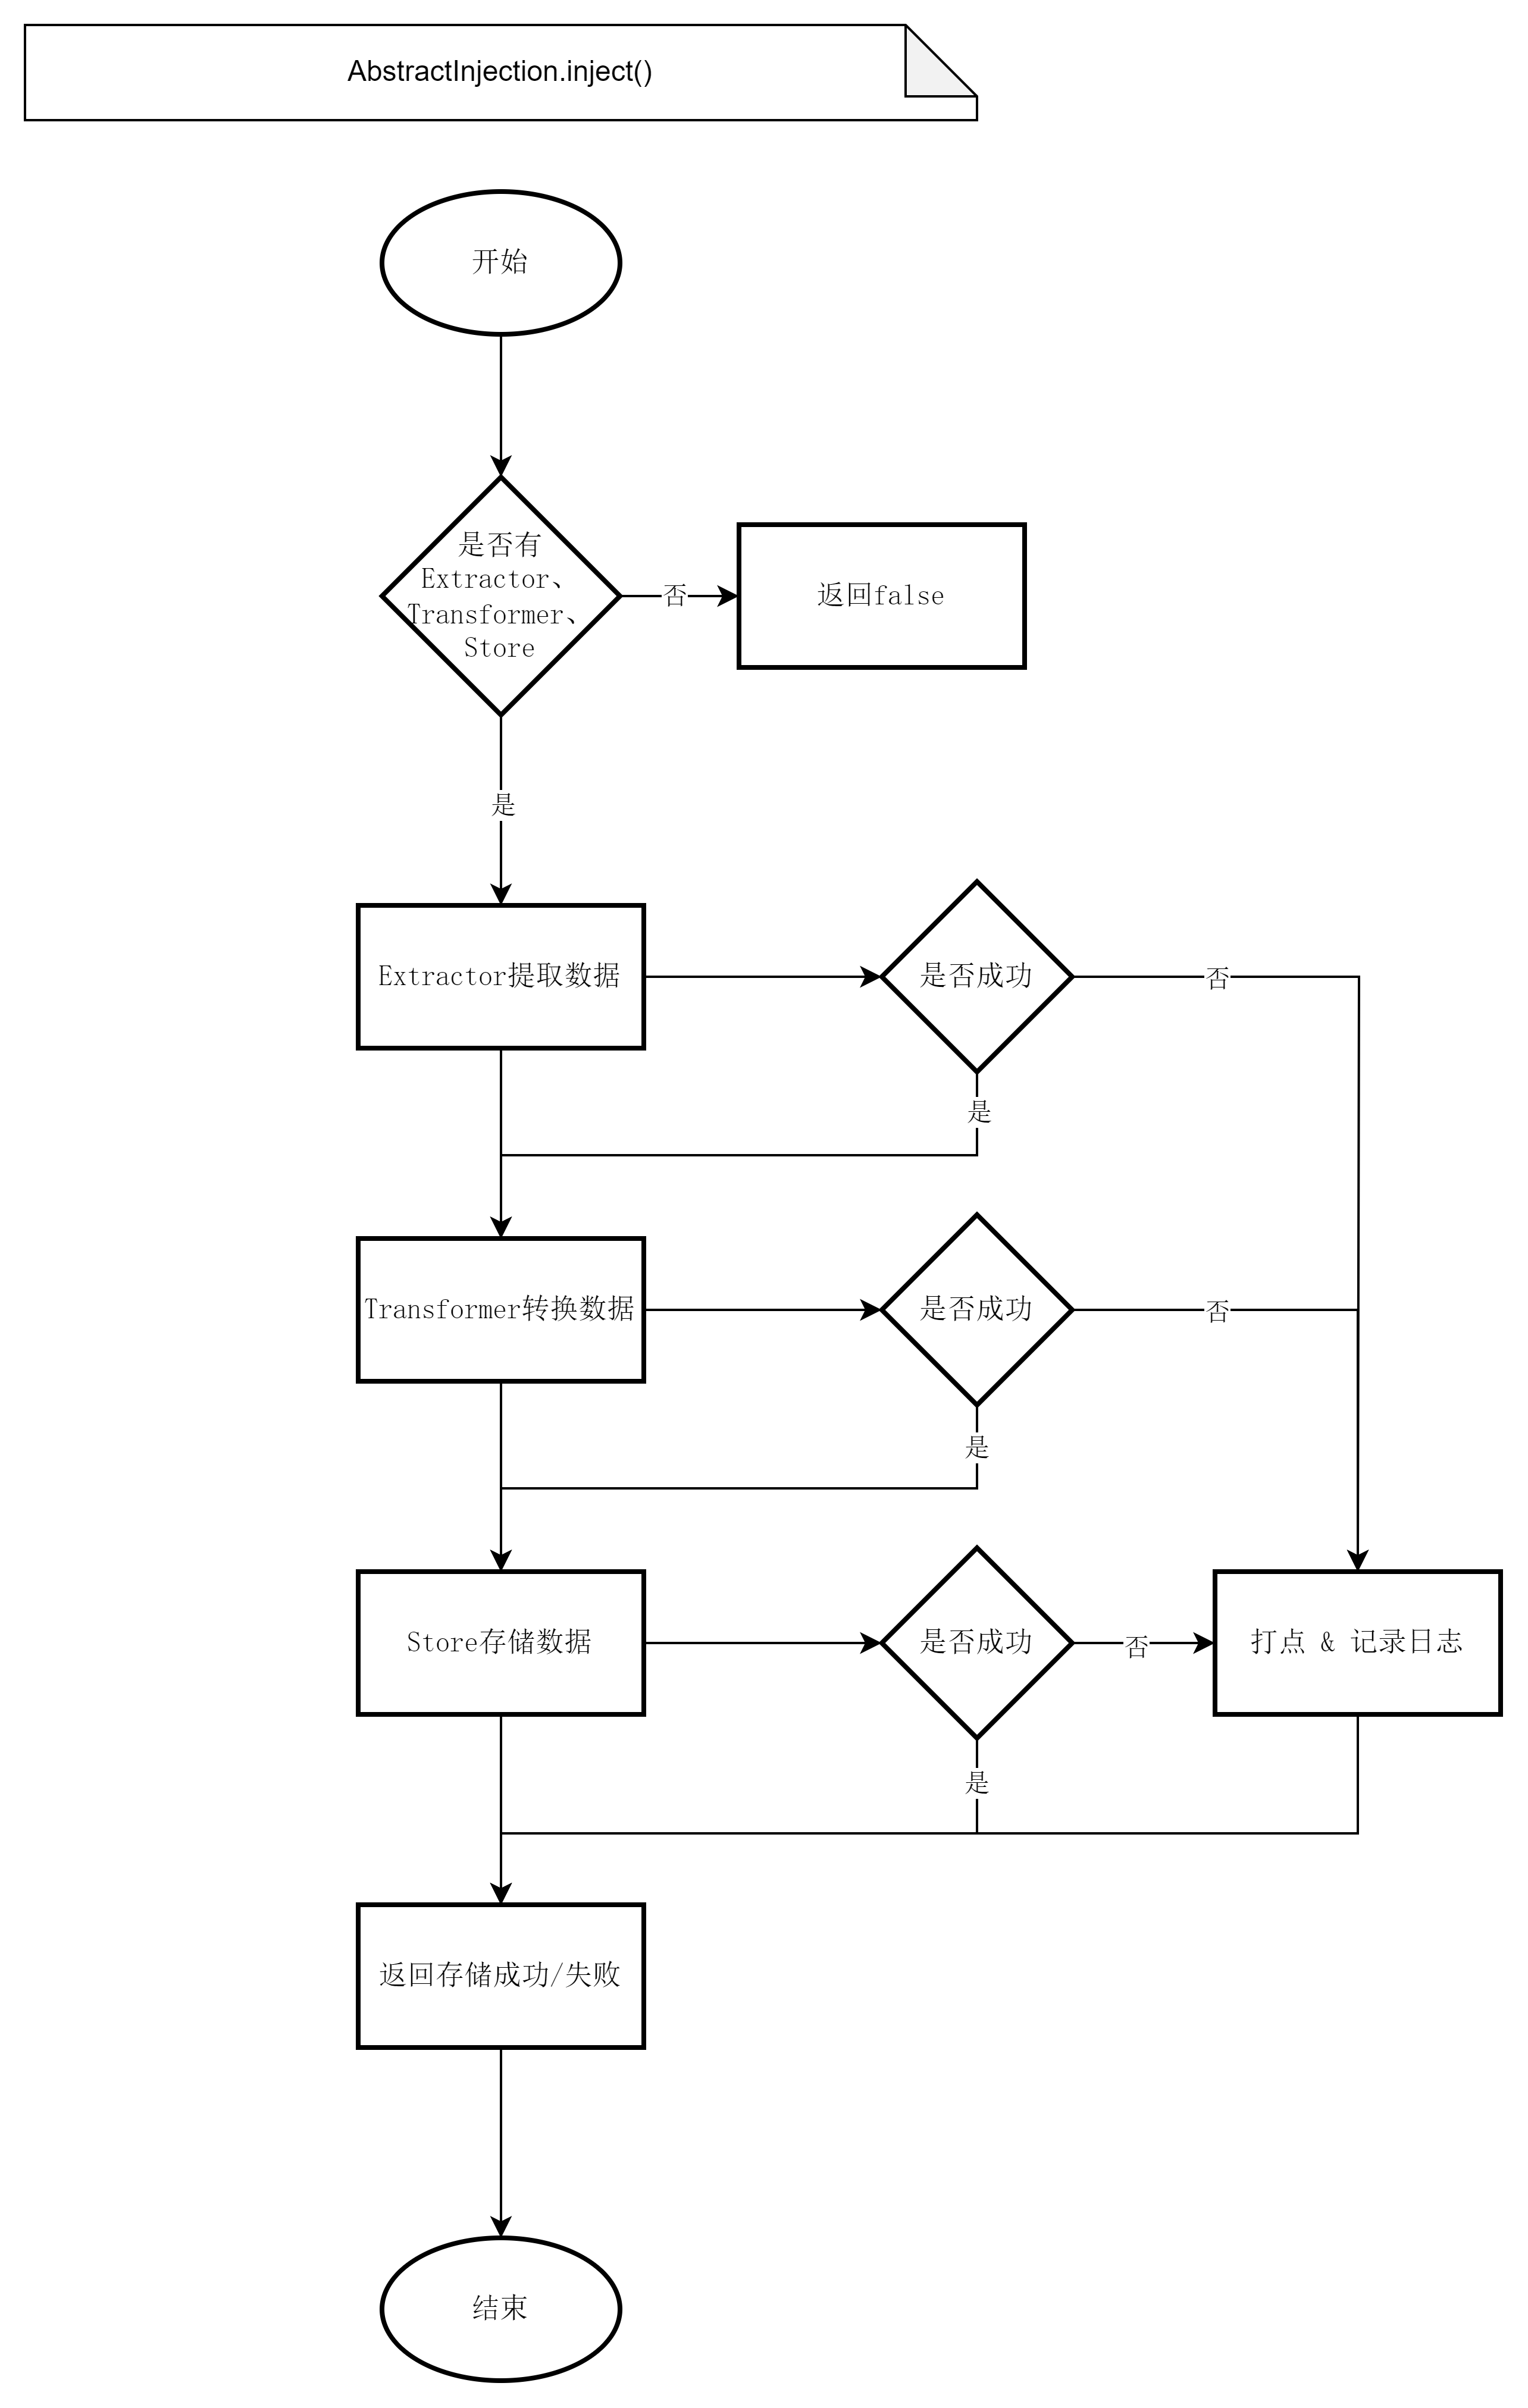 AbstractInjection.inject()
开始
是否有
Extractor、
Transformer、
Store
否
返回false
是
Extractor提取数据
是否成功
否
是
Transformer转换数据
是否成功
否
是
Store存储数据
是否成功
否
打点 & 记录日志
是
返回存储成功/失败
结束